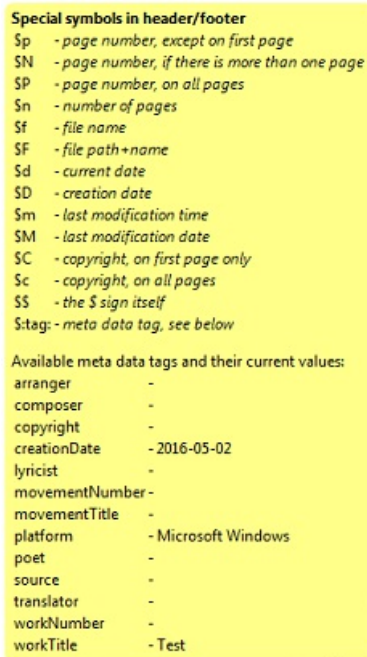 Special symbols in header/footer
$p - page number, except on first page
$N - page number, if there is more than one page
$P - page number, on all pages
$n - number of pages
$f - file name
$F - file path+name
$d - current date
$D - creation date
$m - last modification time
$M - last modification date
$C - copyright, on first page only
$c - copyright, on all pages
$$ - the $ sign itself
$:tag: - meta data tag, see below
Available meta data tags and their current values:
arranger -
composer -
copyright -
creationDate - 2016-05-02
lyricist -
movementNumber -
movementTitle -
platform - Microsoft Windows
poet -
source -
translator -
workNumber -
workTitle - Test